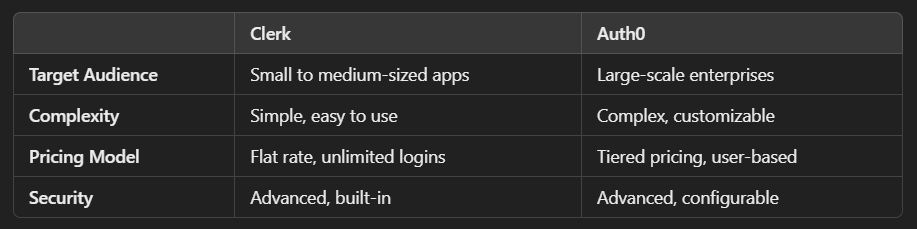 Clerk Auth0
Target Audience Small to medium-sized apps Large-scale enterprises
Complexity Simple, easy to use Complex, customizable
Pricing Model Flat rate, unlimited logins Tiered pricing, user-based
Security Advanced, built-in Advanced, configurable